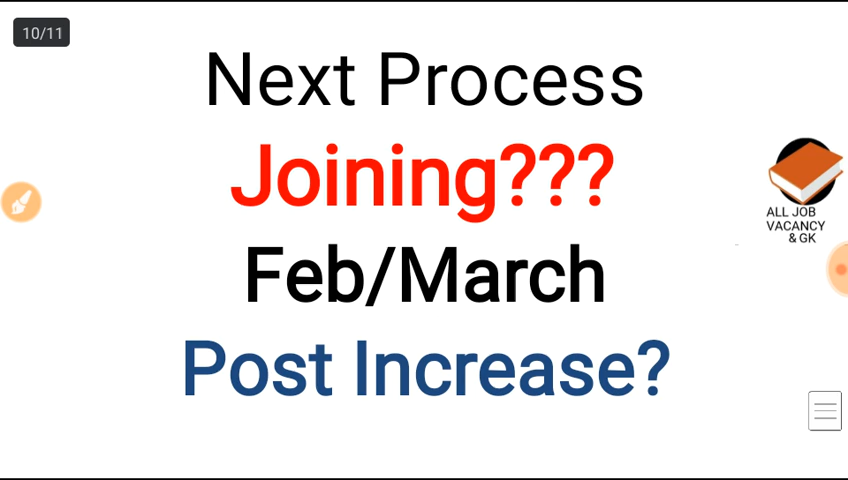 10/11
Next Process
Joining???
Feb/March
Post Increase?
ALL JOB
VACANCY
& GK